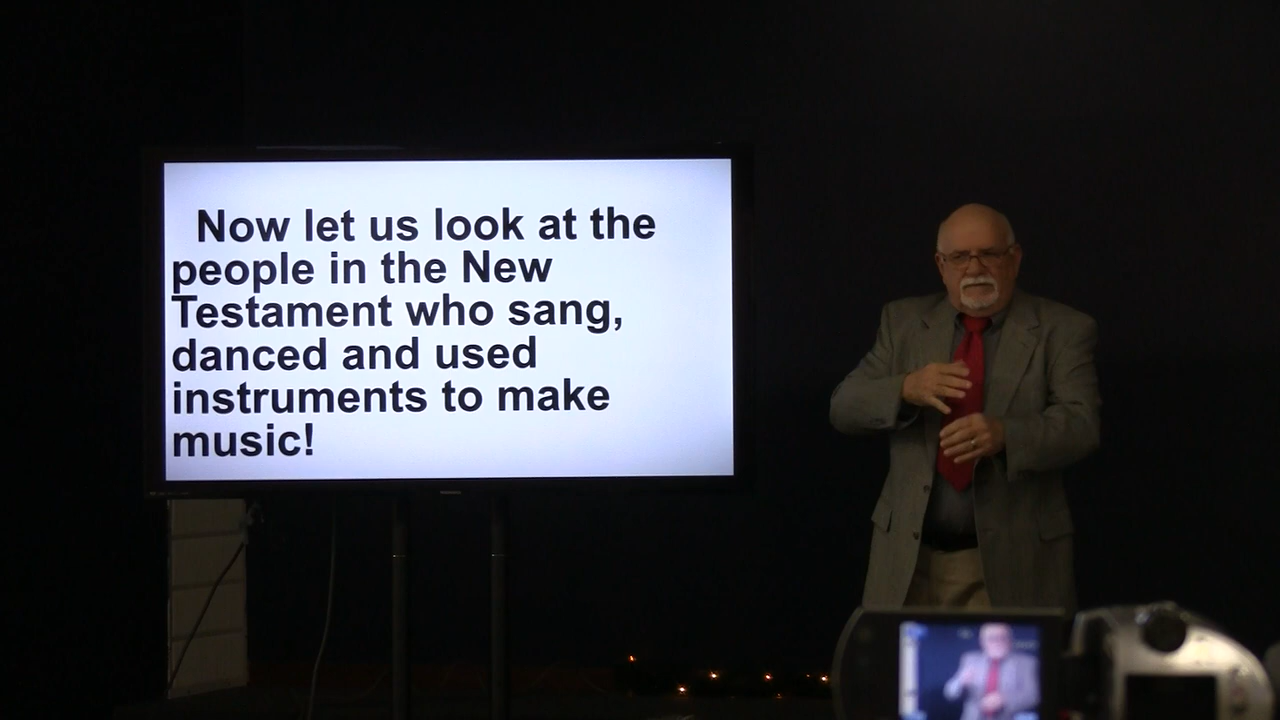 Now let us look at the
people in the New
Testament who sang,
danced and used
instruments to make
music!